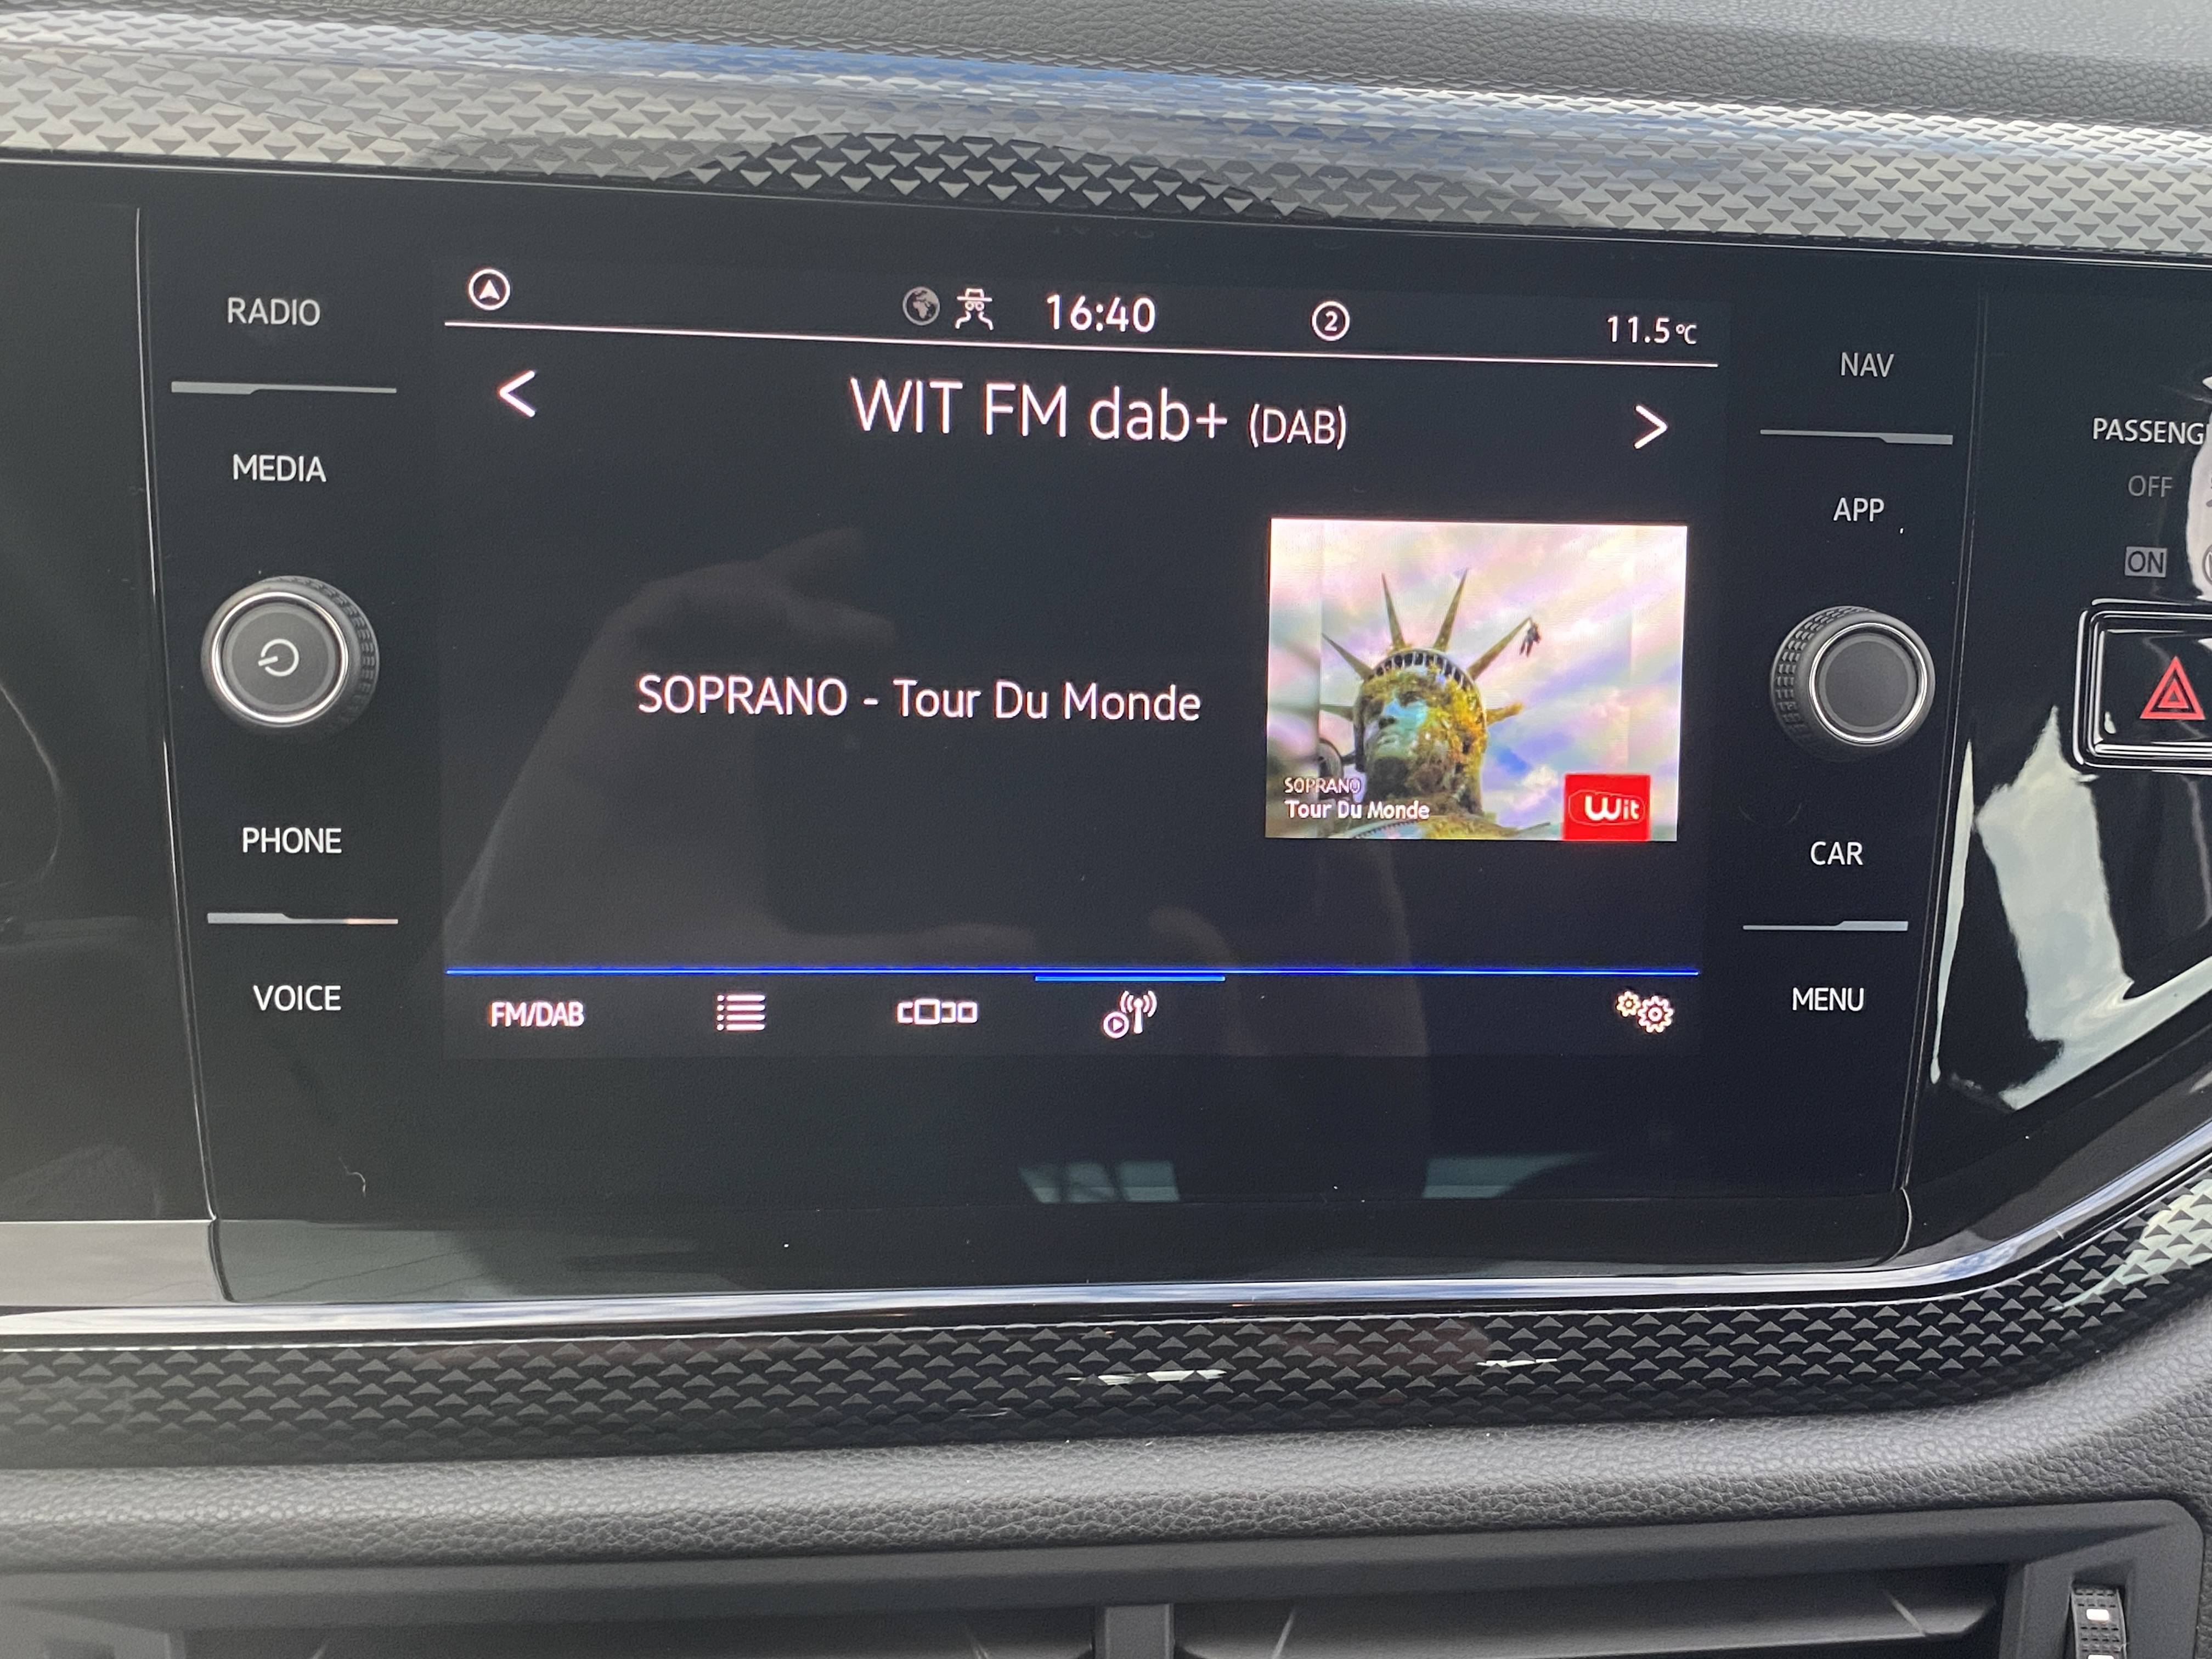 RADIO
MEDIA
PHONE
VOICE
2
16:40
11.5°C
WIT FM dab+ (DAB)
SOPRANO - Tour Du Monde
SOPRANO
Tour Du Monde
Wit
FM/DAB
NAV
APP
CAR
MENU
PASSENG
OFF
ON